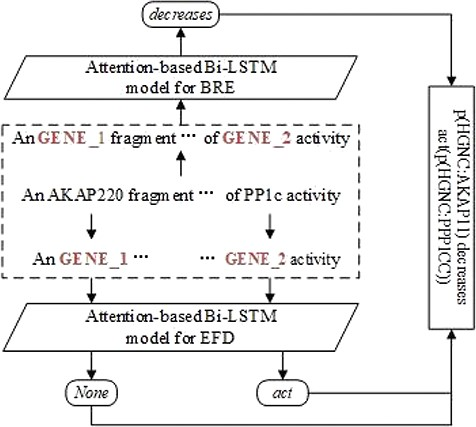 decreases
Attention-based Bi-LSTM
model for BRE
An GENE_1 fragment ··· of GENE_2 activity
An AKAP220 fragment ··· of PP1c activity
An GENE_1 ··· ··· GENE_2 activity
Attention-based Bi-LSTM
model for EFD
None
act
p(HGNC:AKAP11) decreases
act(p(HGNC:PPP1CC))